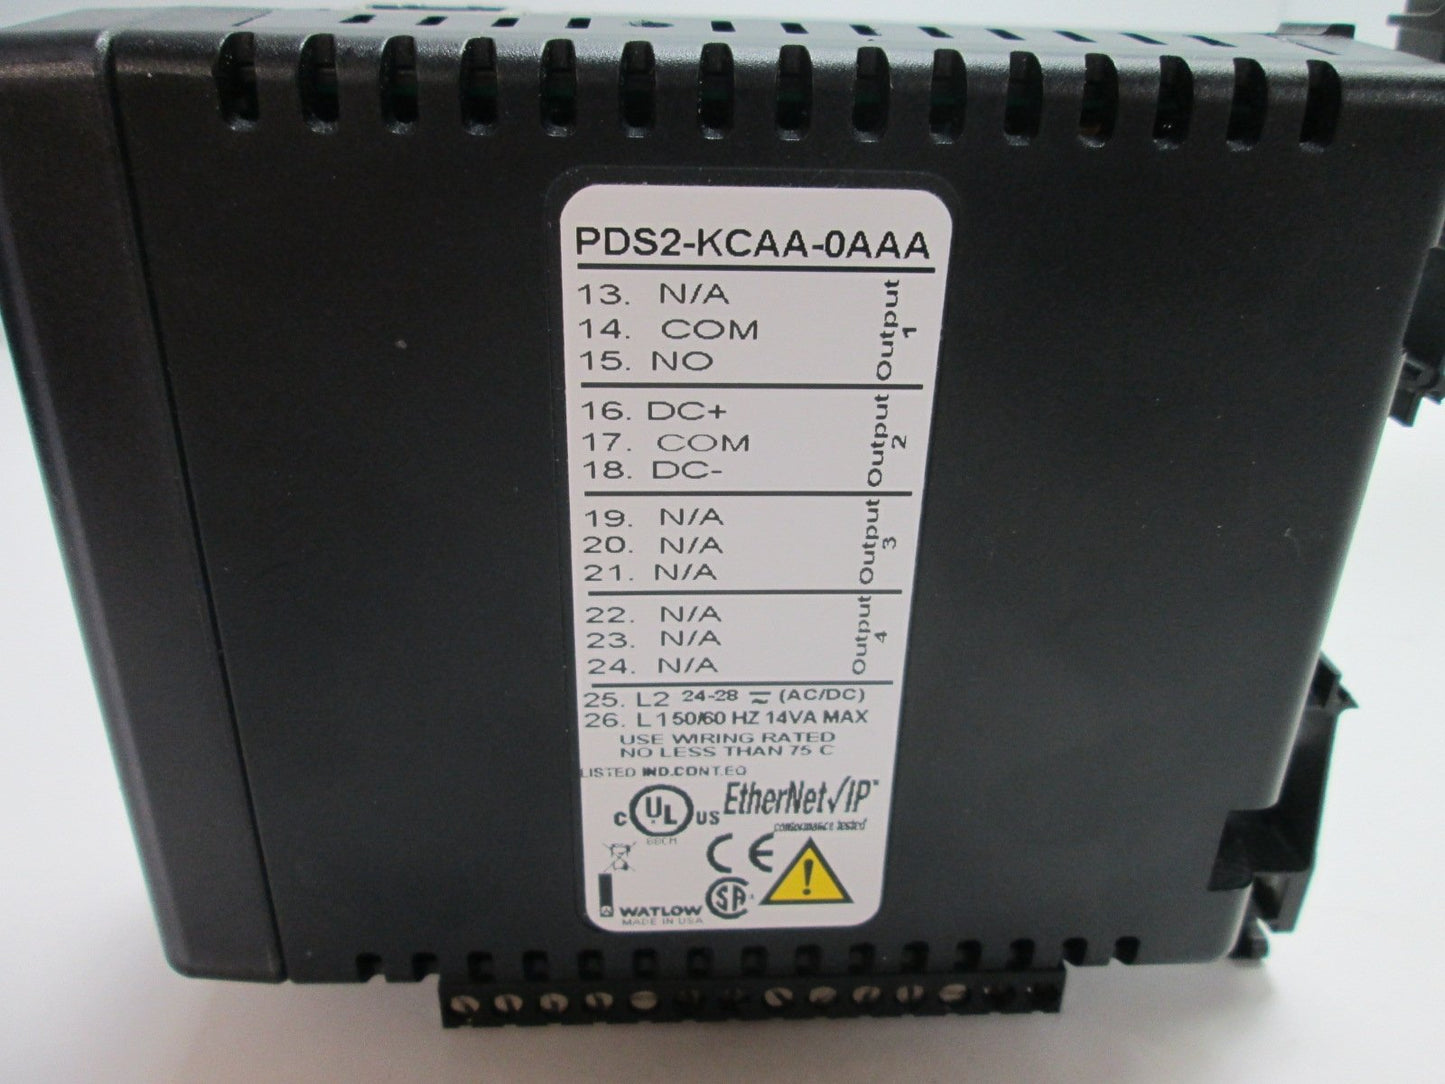 PDS2-KCAA-0AAA
13. N/A
14. COM
15. NO
Output 1
16. DC+
17. COM
18. DC-
Output 2
19. N/A
20. N/A
21. N/A
Output 3
22. N/A
23. N/A
24. N/A
Output 4
25. L2 24-28 ⎓ ~ (AC/DC)
26. L1 50/60 HZ 14VA MAX
USE WIRING RATED
NO LESS THAN 75 C
LISTED IND.CONT.EQ
C UL US
EtherNet/IP™
conformance tested
CE
SA
!
WATLOW
MADE IN USA